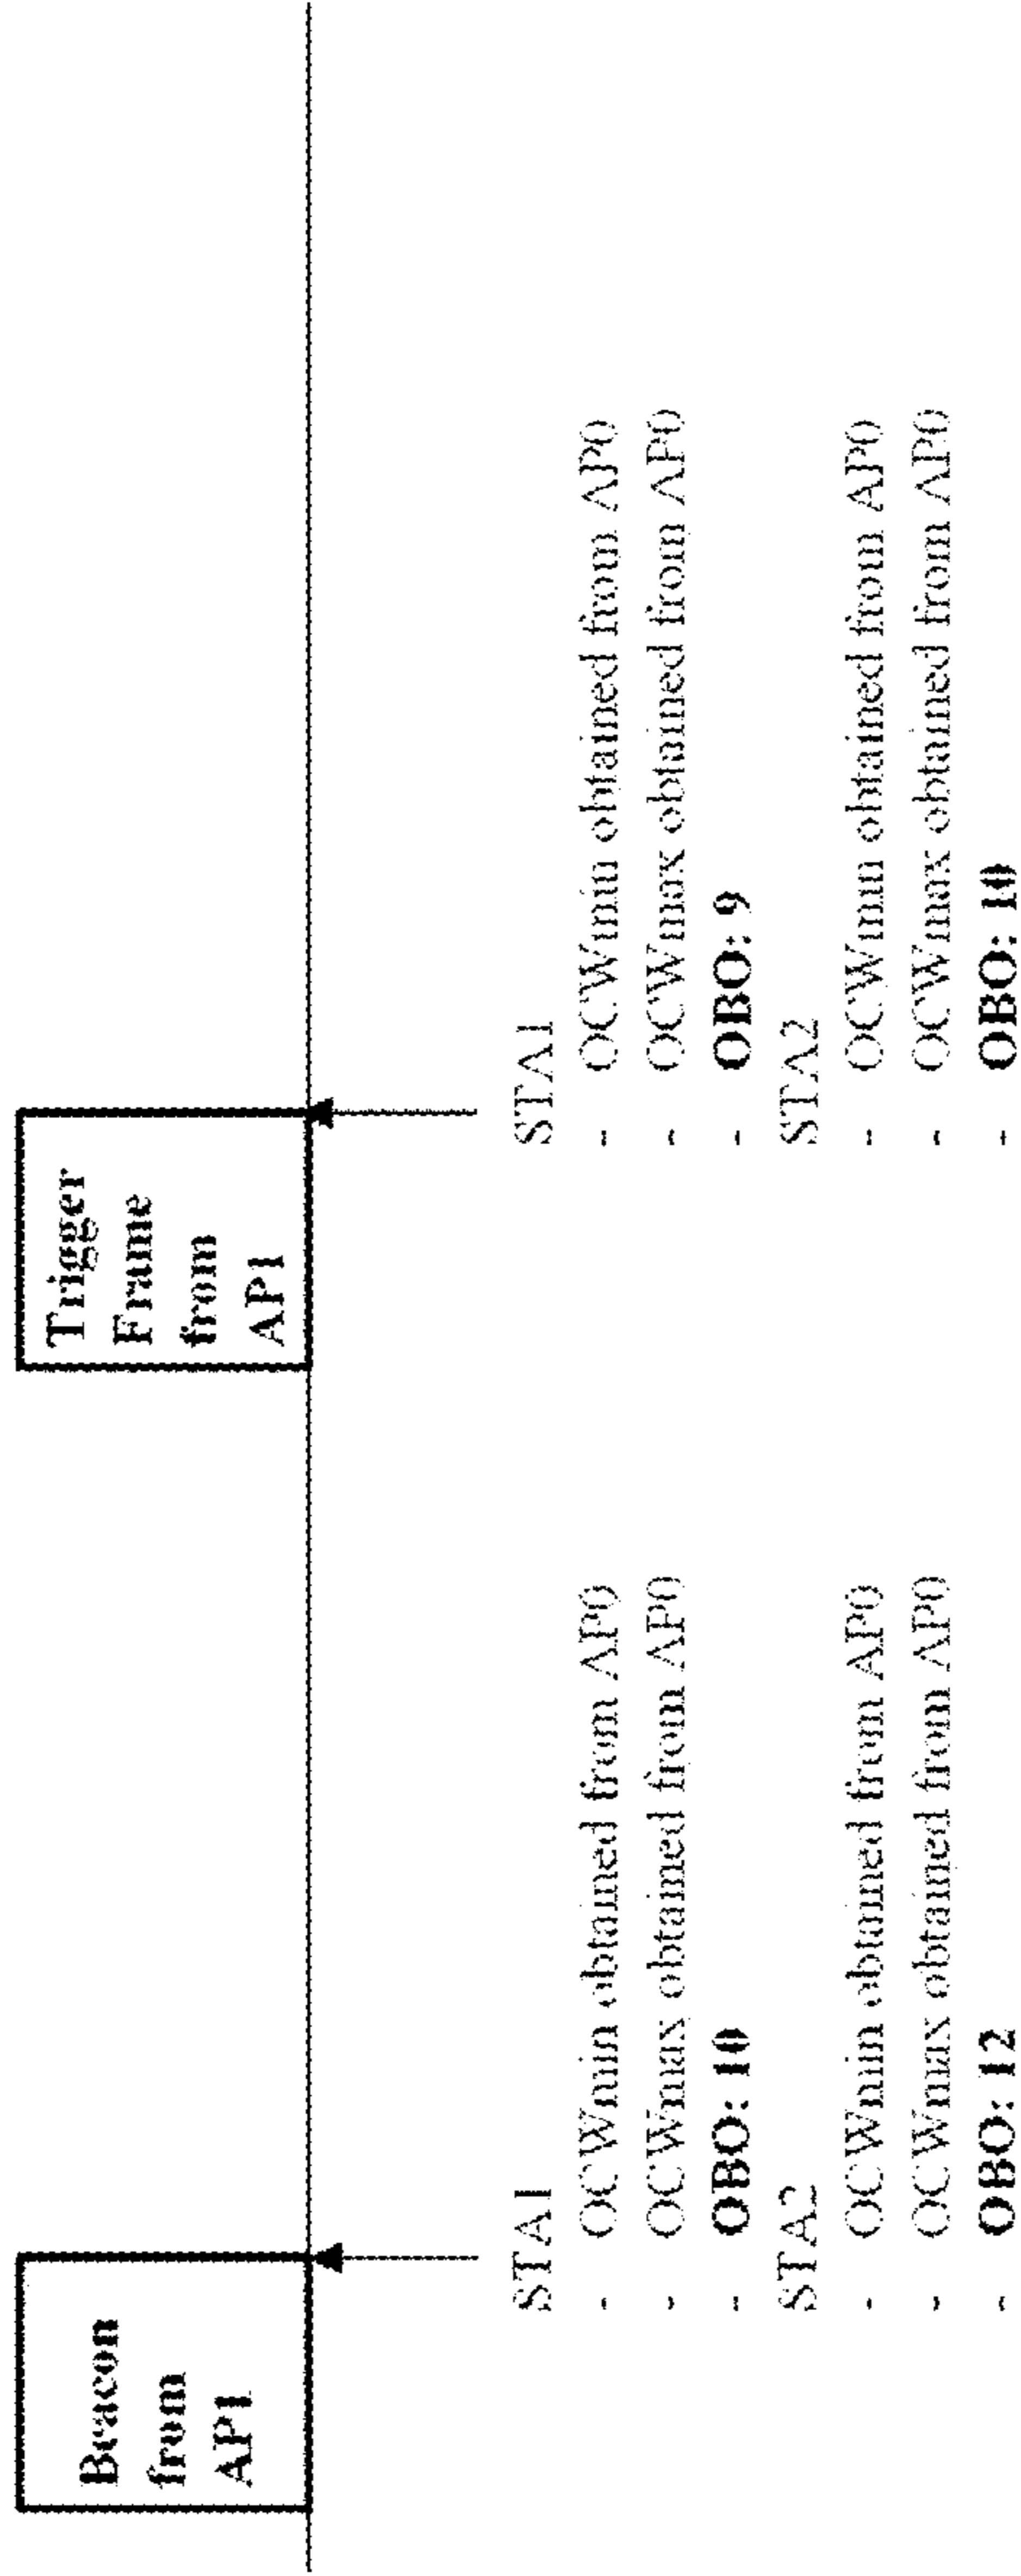 Beacon
from
AP1
STA1
- OCWmin obtained from AP0
- OCWmax obtained from AP0
- OBO: 10
STA2
- OCWmin obtained from AP0
- OCWmax obtained from AP0
- OBO: 12
Trigger
Frame
from
AP1
STA1
- OCWmin obtained from AP0
- OCWmax obtained from AP0
- OBO: 9
STA2
- OCWmin obtained from AP0
- OCWmax obtained from AP0
- OBO: 10